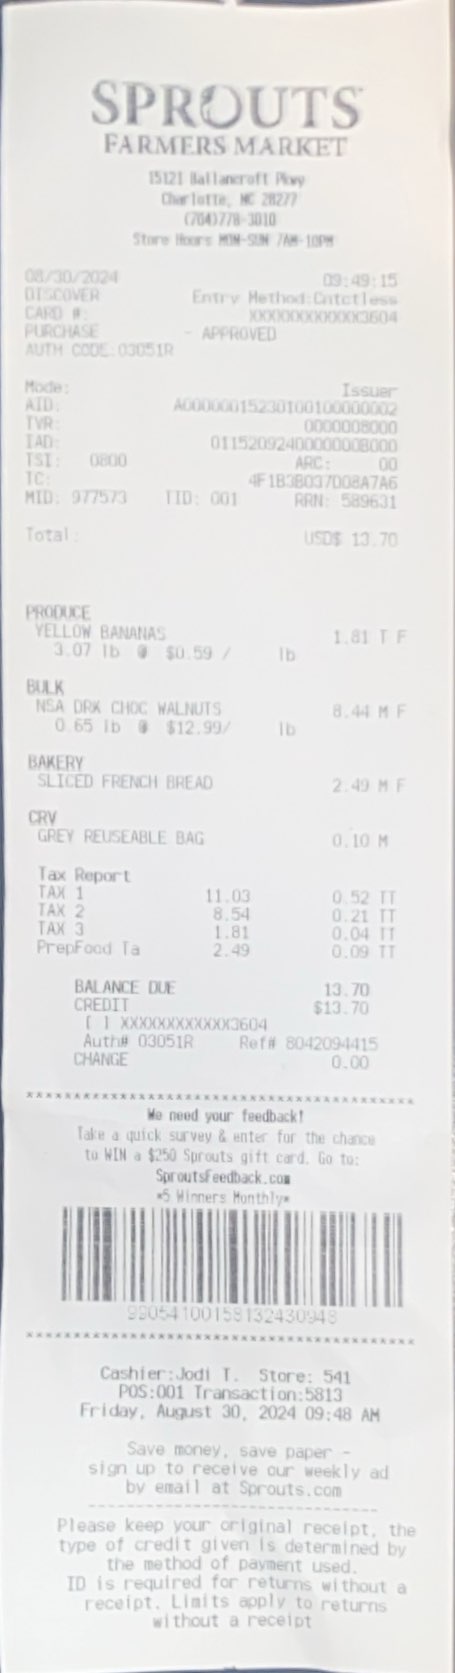 SPROUTS
FARMERS MARKET
15121 Ballancroft Pkwy
Charlotte, NC 28277
(704)778-3010
Store Hours MON-SUN 7AM-10PM
08/30/2024 09:49:15
DISCOVER Entry Method:Cntctless
CARD #: XXXXXXXXXXXX3604
PURCHASE - APPROVED
AUTH CODE:03051R
Mode: Issuer
AID: A0000001523010010000002
TVR: 0000008000
IAD: 0115209240000000B000
TSI: 0800 ARC: 00
TC: 4F1B3B037D08A7A6
MID: 977573 TID: 001 RRN: 589631
Total: USD$ 13.70
PRODUCE
YELLOW BANANAS 1.81 T F
3.07 lb @ $0.59 / lb
BULK
NSA DRK CHOC WALNUTS 8.44 M F
0.65 lb @ $12.99/ lb
BAKERY
SLICED FRENCH BREAD 2.49 M F
CRV
GREY REUSEABLE BAG 0.10 M
Tax Report
TAX 1 11.03 0.52 TT
TAX 2 8.54 0.21 TT
TAX 3 1.81 0.04 TT
PrepFood Ta 2.49 0.09 TT
BALANCE DUE 13.70
CREDIT $13.70
[ ] XXXXXXXXXXXX3604
Auth# 03051R Ref# 8042094415
CHANGE 0.00
****************************************
We need your feedback!
Take a quick survey & enter for the chance
to WIN a $250 Sprouts gift card. Go to:
SproutsFeedback.com
*5 Winners Monthly*
99054100158132430948
****************************************
Cashier:Jodi T. Store: 541
POS:001 Transaction:5813
Friday, August 30, 2024 09:48 AM
Save money, save paper -
sign up to receive our weekly ad
by email at Sprouts.com
------------------------------
Please keep your original receipt, the
type of credit given is determined by
the method of payment used.
ID is required for returns without a
receipt. Limits apply to returns
without a receipt